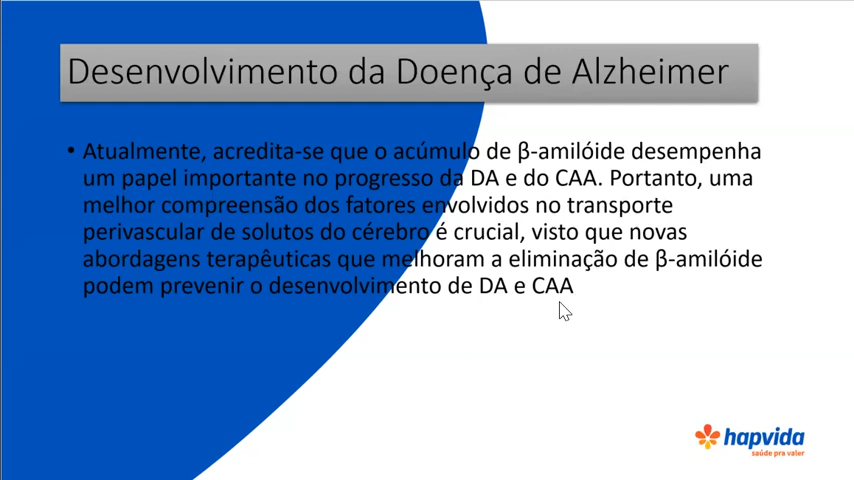 Desenvolvimento da Doença de Alzheimer
• Atualmente, acredita-se que o acúmulo de β-amilóide desempenha
um papel importante no progresso da DA e do CAA. Portanto, uma
melhor compreensão dos fatores envolvidos no transporte
perivascular de solutos do cérebro é crucial, visto que novas
abordagens terapêuticas que melhoram a eliminação de β-amilóide
podem prevenir o desenvolvimento de DA e CAA
hapvida
saúde pra valer